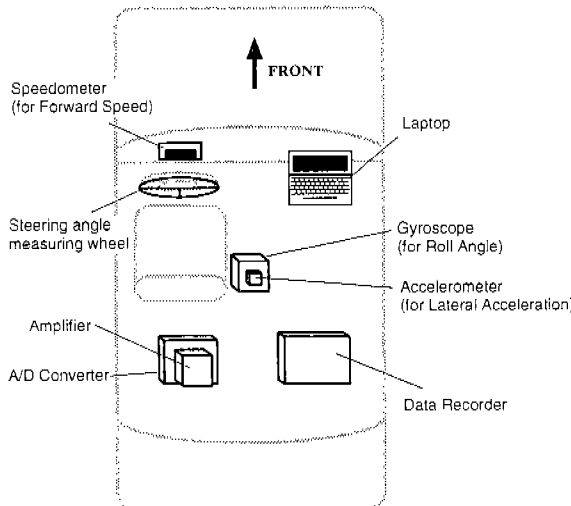 FRONT
Speedometer
(for Forward Speed)
Laptop
Steering angle
measuring wheel
Gyroscope
(for Roll Angle)
Accelerometer
(for Lateral Acceleration)
Amplifier
A/D Converter
Data Recorder